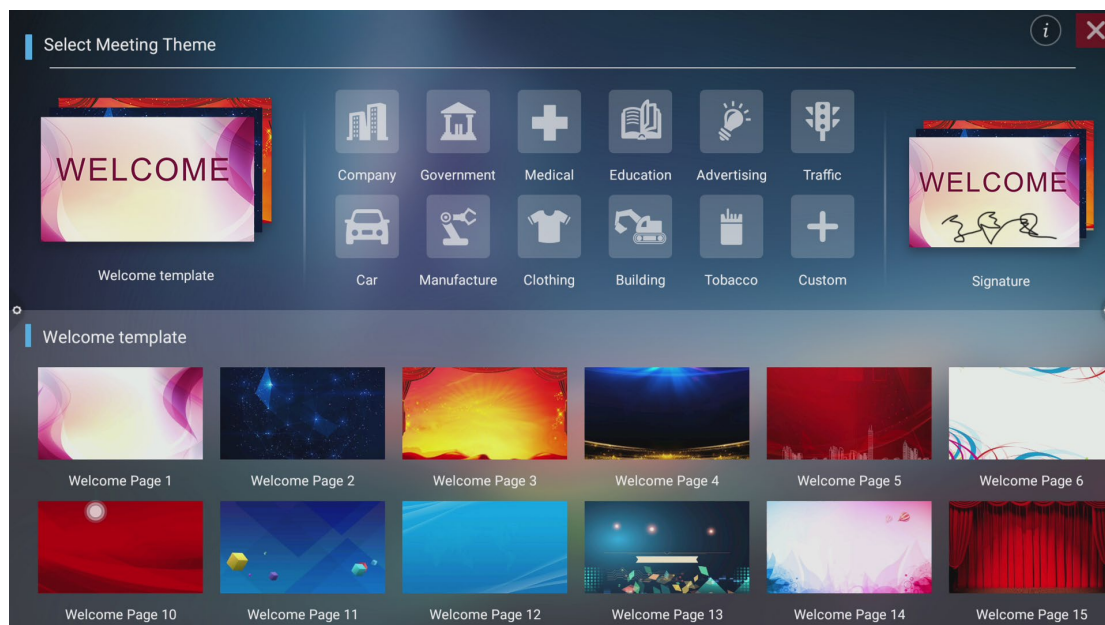 Select Meeting Theme
i
WELCOME
Welcome template
Company
Government
Medical
Education
Advertising
Traffic
Car
Manufacture
Clothing
Building
Tobacco
Custom
WELCOME
Signature
Welcome template
Welcome Page 1
Welcome Page 2
Welcome Page 3
Welcome Page 4
Welcome Page 5
Welcome Page 6
Welcome Page 10
Welcome Page 11
Welcome Page 12
Welcome Page 13
Welcome Page 14
Welcome Page 15